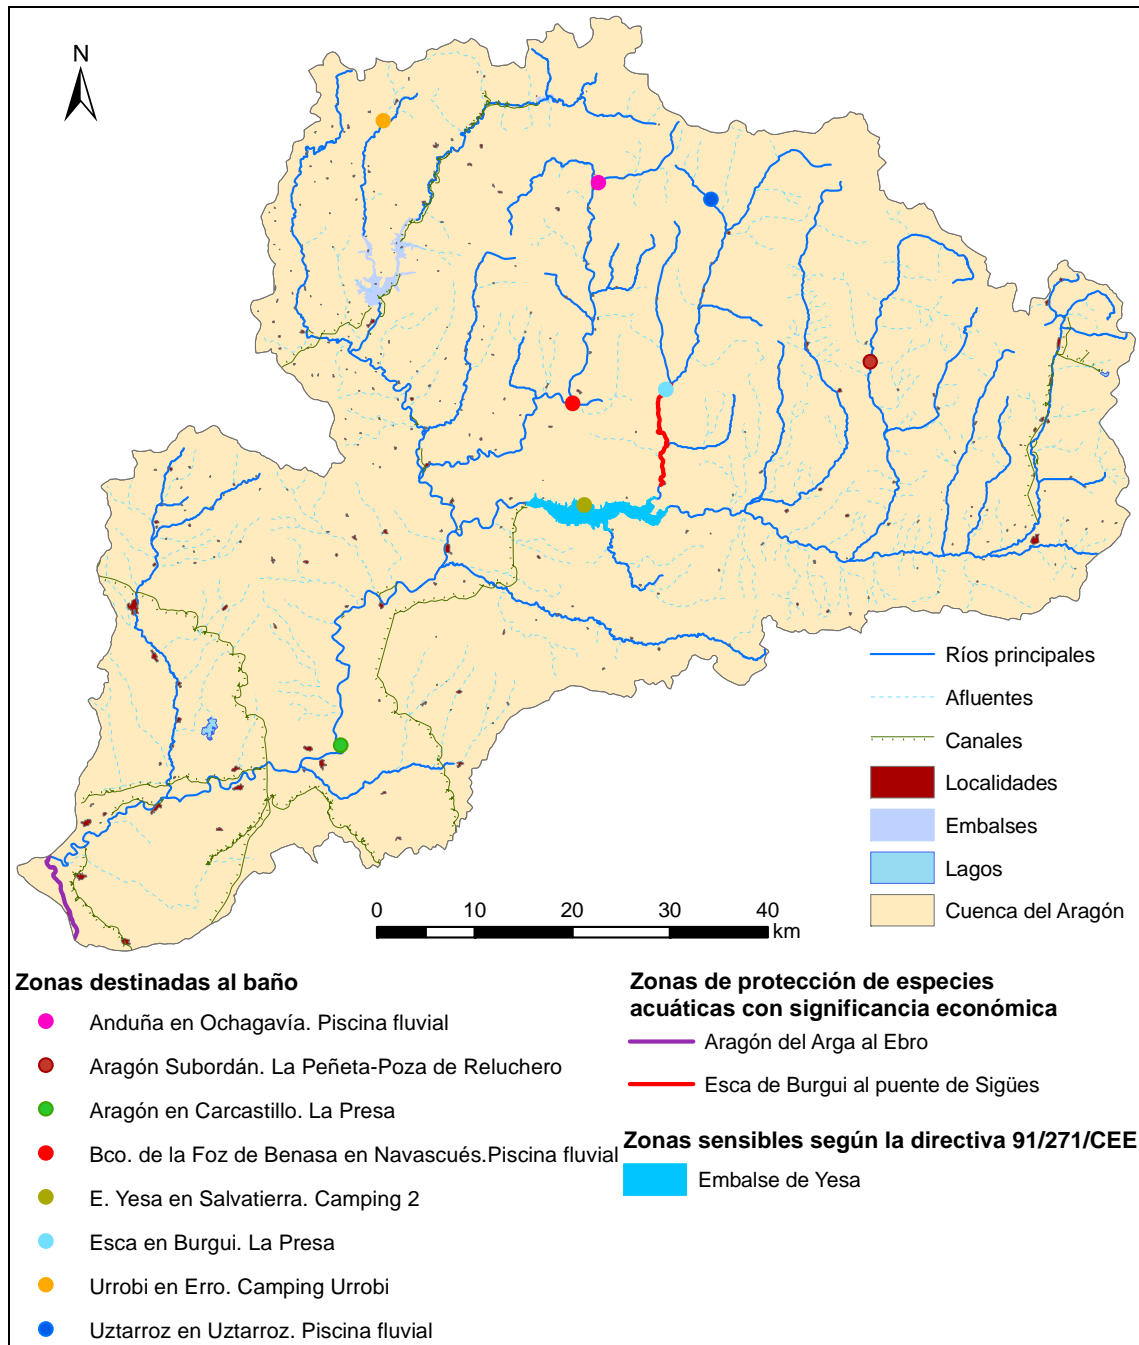 N
Ríos principales
Afluentes
Canales
Localidades
Embalses
Lagos
Cuenca del Aragón
0 10 20 30 40
km
Zonas destinadas al baño
Anduña en Ochagavía. Piscina fluvial
Aragón Subordán. La Peñeta-Poza de Reluchero
Aragón en Carcastillo. La Presa
Bco. de la Foz de Benasa en Navascués.Piscina fluvial
E. Yesa en Salvatierra. Camping 2
Esca en Burgui. La Presa
Urrobi en Erro. Camping Urrobi
Uztarroz en Uztarroz. Piscina fluvial
Zonas de protección de especies
acuáticas con significancia económica
Aragón del Arga al Ebro
Esca de Burgui al puente de Sigües
Zonas sensibles según la directiva 91/271/CEE
Embalse de Yesa